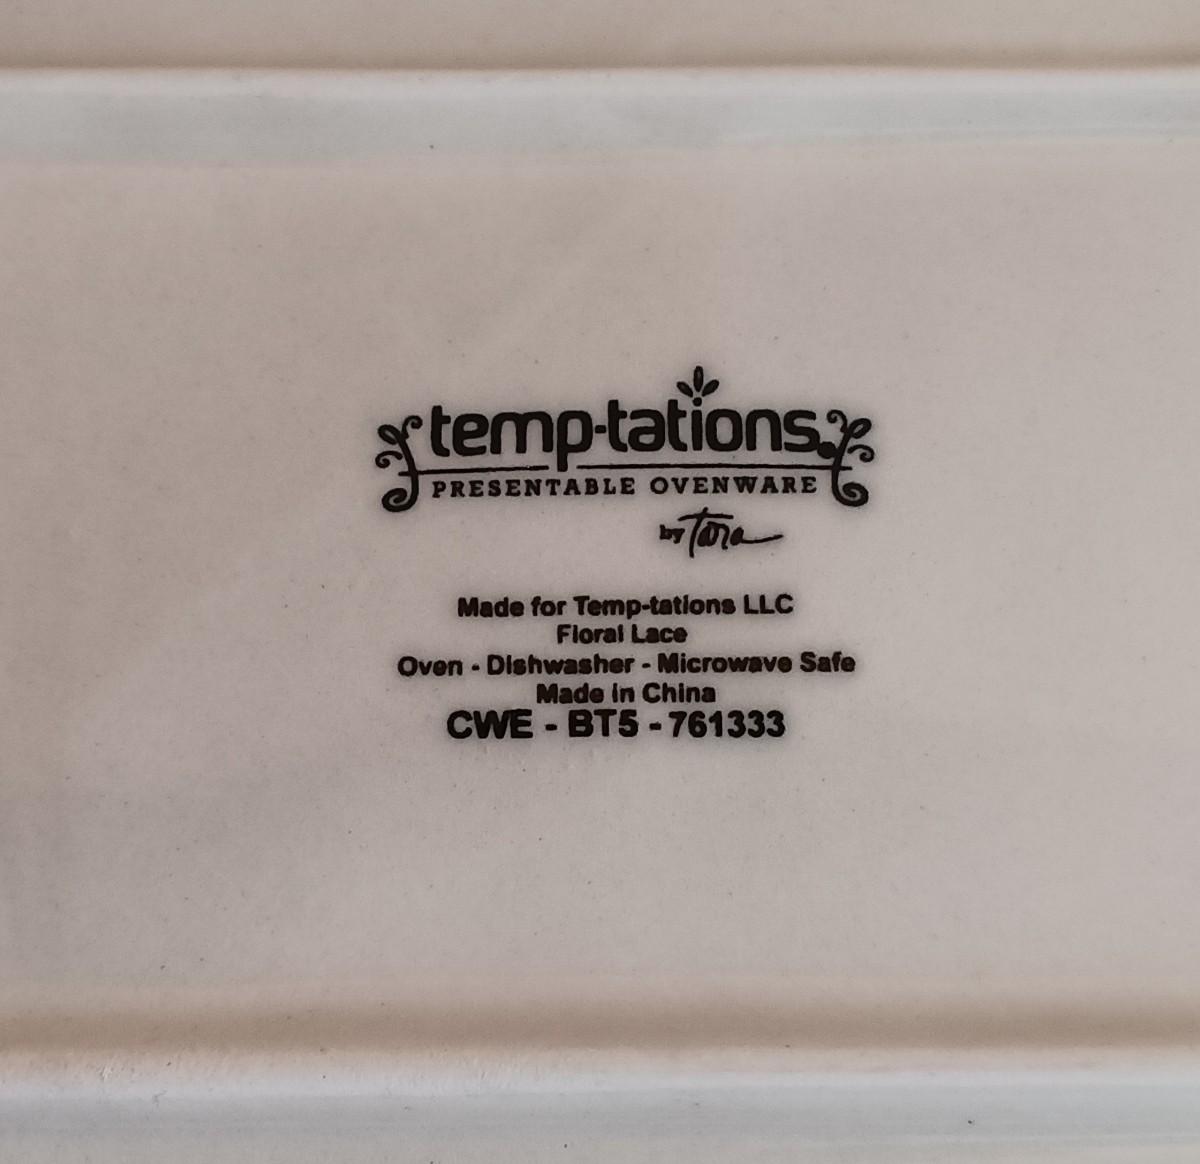 temp-tations
PRESENTABLE OVENWARE
by Tara
Made for Temp-tations LLC
Floral Lace
Oven - Dishwasher - Microwave Safe
Made in China
CWE - BT5 - 761333